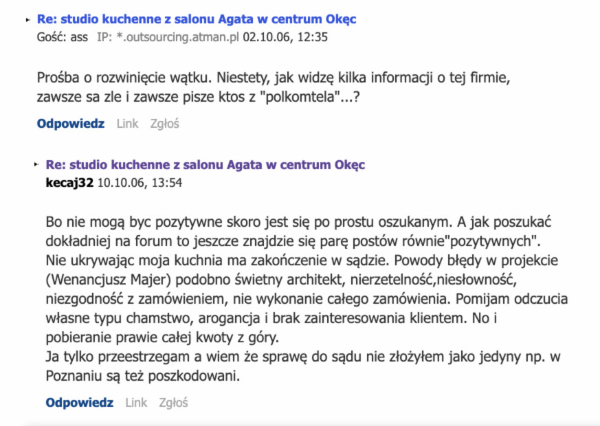 Re: studio kuchenne z salonu Agata w centrum Okęc
Gość: ass IP: *.outsourcing.atman.pl 02.10.06, 12:35
Prośba o rozwinięcie wątku. Niestety, jak widzę kilka informacji o tej firmie,
zawsze sa zle i zawsze pisze ktos z "polkomtela"...?
Odpowiedz Link Zgłoś
Re: studio kuchenne z salonu Agata w centrum Okęc
kecaj32 10.10.06, 13:54
Bo nie mogą byc pozytywne skoro jest się po prostu oszukanym. A jak poszukać
dokładniej na forum to jeszcze znajdzie się parę postów równie"pozytywnych".
Nie ukrywając moja kuchnia ma zakończenie w sądzie. Powody błędy w projekcie
(Wenancjusz Majer) podobno świetny architekt, nierzetelność,niesłowność,
niezgodność z zamówieniem, nie wykonanie całego zamówienia. Pomijam odczucia
własne typu chamstwo, arogancja i brak zainteresowania klientem. No i
pobieranie prawie całej kwoty z góry.
Ja tylko przeestrzegam a wiem że sprawę do sądu nie złożyłem jako jedyny np. w
Poznaniu są też poszkodowani.
Odpowiedz Link Zgłoś